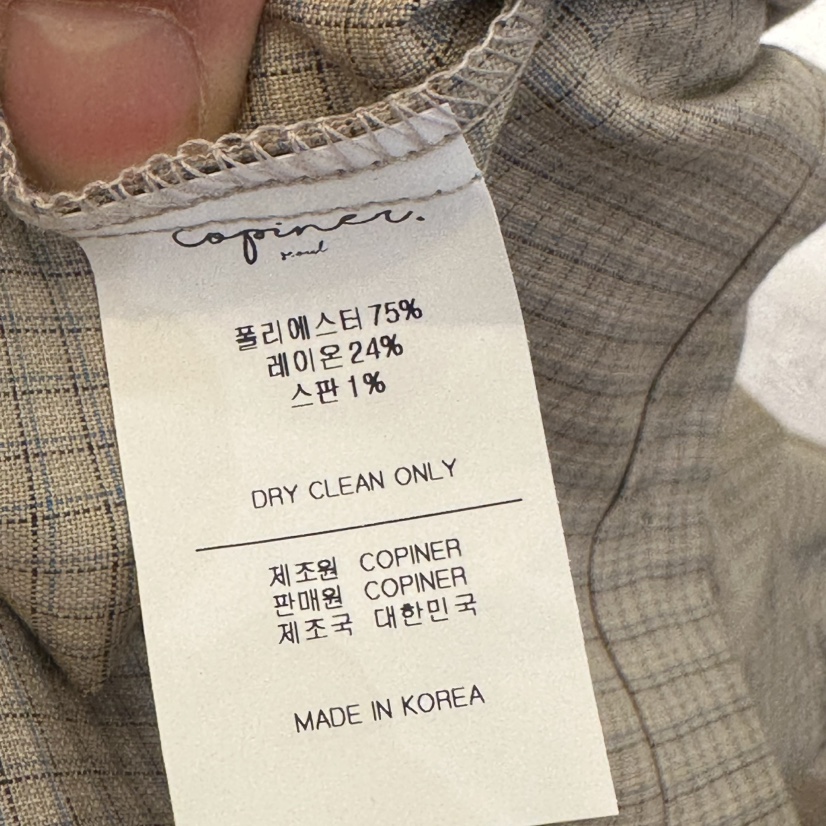 copiner.
seoul
폴리에스터 75%
레이온 24%
스판 1%
DRY CLEAN ONLY
제조원 COPINER
판매원 COPINER
제조국 대한민국
MADE IN KOREA